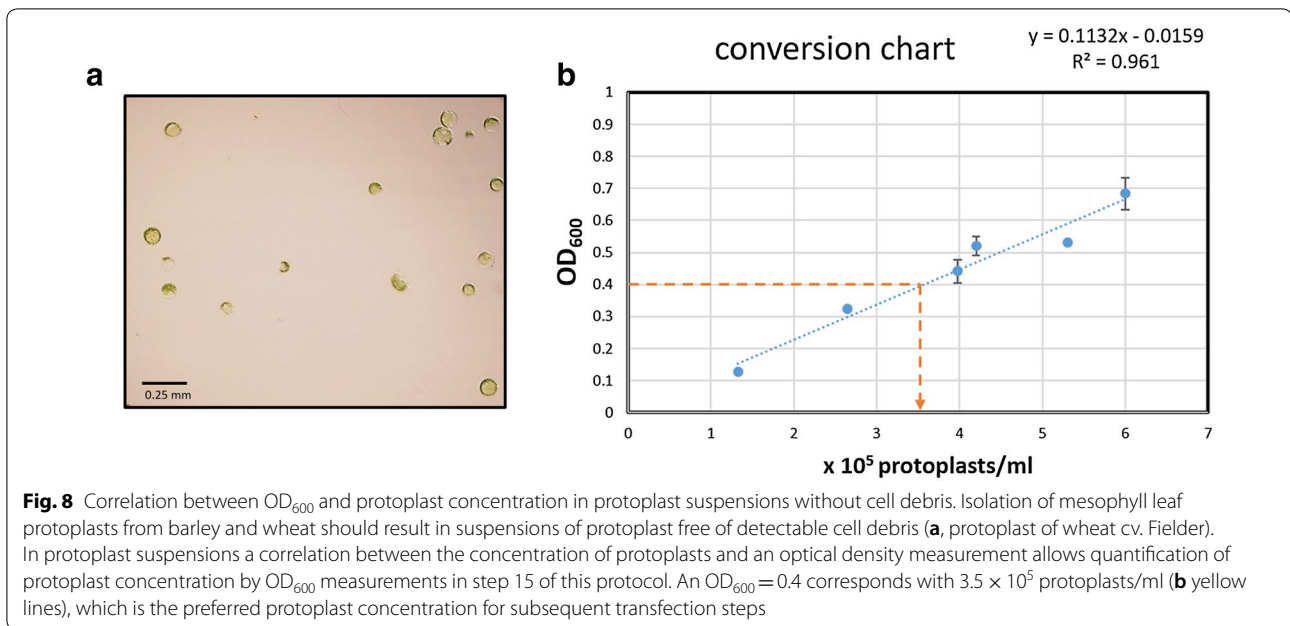 a
0.25 mm
b
conversion chart
y = 0.1132x - 0.0159
R² = 0.961
1
0.9
0.8
0.7
0.6
0.5
0.4
0.3
0.2
0.1
0
OD₆₀₀
0 1 2 3 4 5 6 7
x 10⁵ protoplasts/ml
Fig. 8 Correlation between OD₆₀₀ and protoplast concentration in protoplast suspensions without cell debris. Isolation of mesophyll leaf
protoplasts from barley and wheat should result in suspensions of protoplast free of detectable cell debris (a, protoplast of wheat cv. Fielder).
In protoplast suspensions a correlation between the concentration of protoplasts and an optical density measurement allows quantification of
protoplast concentration by OD₆₀₀ measurements in step 15 of this protocol. An OD₆₀₀ = 0.4 corresponds with 3.5 × 10⁵ protoplasts/ml (b yellow
lines), which is the preferred protoplast concentration for subsequent transfection steps